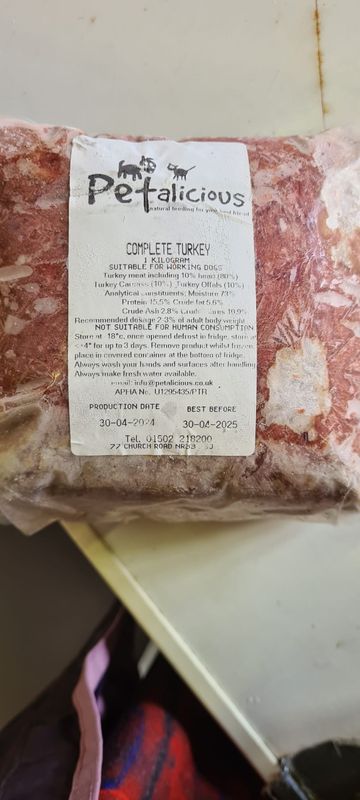 Petalicious
natural feeding for your best friend
COMPLETE TURKEY
1 KILOGRAM
SUITABLE FOR WORKING DOGS
Turkey meat including 10% heart (80%)
Turkey Carcass (10%) Turkey Offals (10%)
Analytical constituents: Moisture 73%
Protein 15.5% Crude fat 5.6%
Crude Ash 2.8% Crude 10.9%
Recommended dosage 2-3% of adult body weight
NOT SUITABLE FOR HUMAN CONSUMPTION
Store at -18°c, once opened defrost in fridge, store at
<+4° for up to 3 days. Remove product whilst frozen
place in covered container at the bottom of fridge.
Always wash your hands and surfaces after handling
Always make fresh water available.
email: info@petalicious.co.uk
APHA No. U1295435/PTR
PRODUCTION DATE BEST BEFORE
30-04-2024 30-04-2025
Tel. 01502 218200
77 CHURCH ROAD NR33